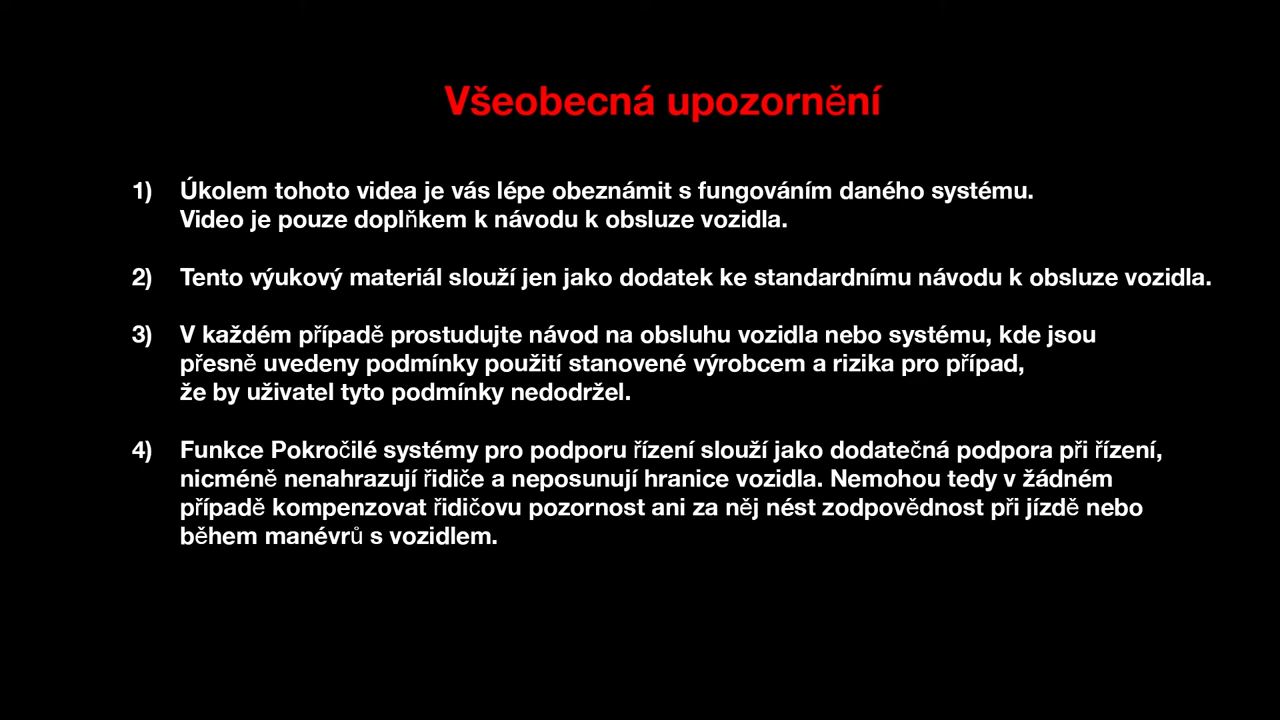 Všeobecná upozornění
1) Úkolem tohoto videa je vás lépe obeznámit s fungováním daného systému.
Video je pouze doplňkem k návodu k obsluze vozidla.
2) Tento výukový materiál slouží jen jako dodatek ke standardnímu návodu k obsluze vozidla.
3) V každém případě prostudujte návod na obsluhu vozidla nebo systému, kde jsou
přesně uvedeny podmínky použití stanovené výrobcem a rizika pro případ,
že by uživatel tyto podmínky nedodržel.
4) Funkce Pokročilé systémy pro podporu řízení slouží jako dodatečná podpora při řízení,
nicméně nenahrazují řidiče a neposunují hranice vozidla. Nemohou tedy v žádném
případě kompenzovat řidičovu pozornost ani za něj nést zodpovědnost při jízdě nebo
během manévrů s vozidlem.